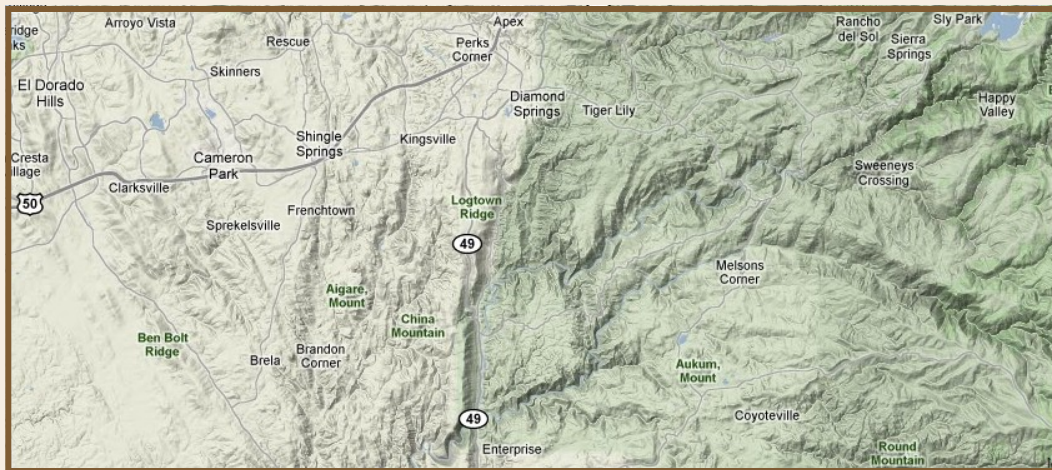 Arroyo Vista
Apex
Rancho
del Sol
Sly Park
Rescue
Perks
Corner
Sierra
Springs
Skinners
El Dorado
Hills
Diamond
Springs
Tiger Lily
Happy
Valley
Shingle
Springs
Kingsville
Cresta
Cameron
Park
Sweeneys
Crossing
Clarksville
50
Frenchtown
Logtown
Ridge
Sprekelsville
49
Melsons
Corner
Aigare,
Mount
China
Mountain
Ben Bolt
Ridge
Brela
Brandon
Corner
Aukum,
Mount
49
Coyoteville
Enterprise
Round
Mountain